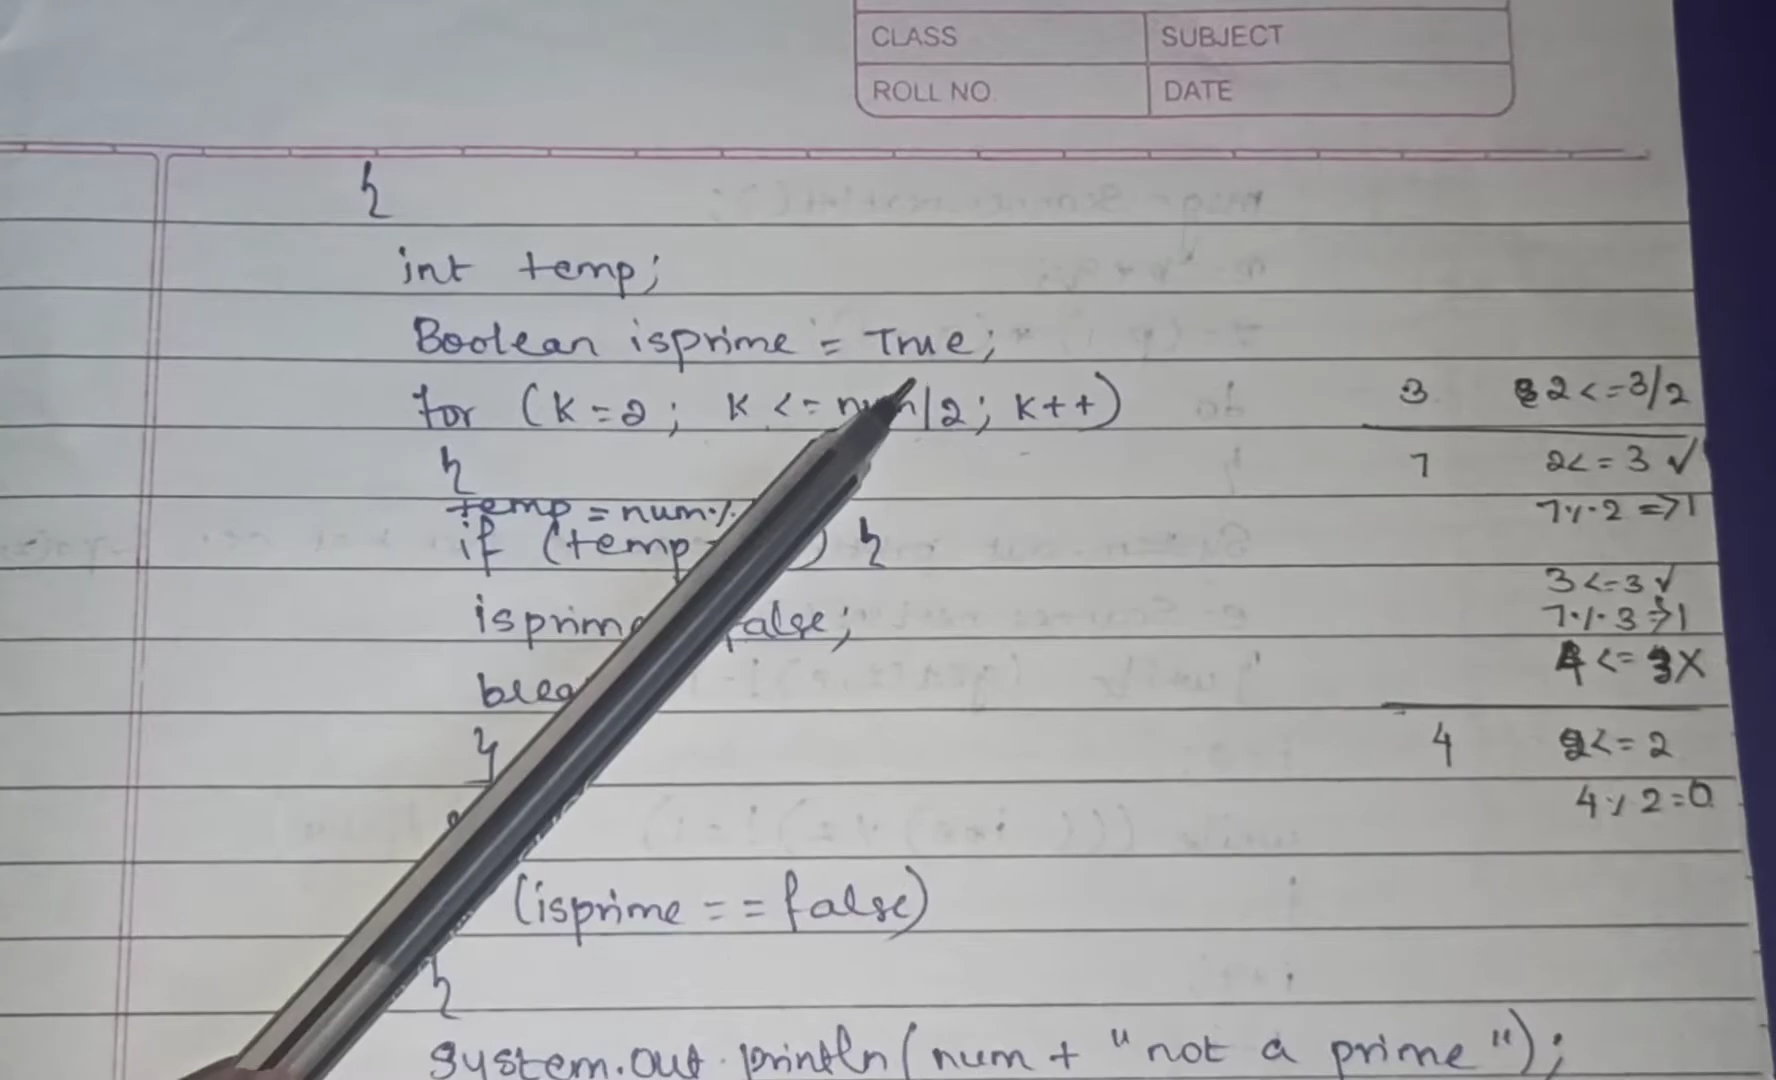 CLASS SUBJECT
ROLL NO. DATE
{
int temp;
Boolean isprime = True;
for (K=2; K <= num/2; K++)
{
temp = num%
if (temp ) {
isprime false;
brea
}
(isprime == false)
{
System.out.println(num + "not a prime");
3 2<=3/2
7 2<=3 ✓
7%2 => 1
3<=3 ✓
7%3 => 1
4<=3 X
4 2<=2
4%2=0